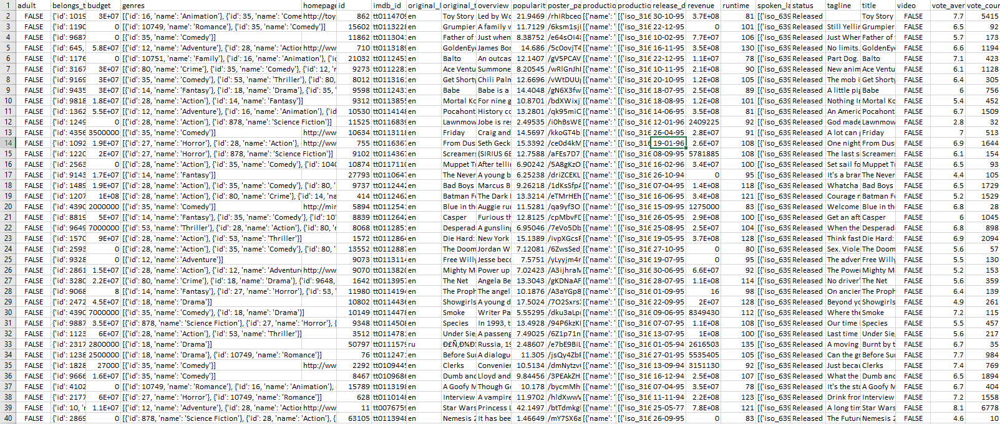 1 adult belongs_t budget genres homepage id imdb_id original_l original_t overview popularity poster_pa productio productio release_d revenue runtime spoken_la status tagline title video vote_aver vote_coun
2 FALSE {'id': 1019 3E+07 [{'id': 16, 'name': 'Animation'}, {'id': 35, 'name': 'Come http://toy 862 tt0114709 en Toy Story Led by Wo 21.9469 /rhIRbceo [{'name': ' [{'iso_316 30-10-95 3.7E+08 81 [{'iso_639 Released Toy Story FALSE 7.7 5415
3 FALSE {'id': 1190 0 [{'id': 10749, 'name': 'Romance'}, {'id': 35, 'name': 'Comedy'}] 15602 tt0113228 en Grumpier A family w 11.7129 /6ksm1sjl [{'name': ' [{'iso_316 22-12-95 0 101 [{'iso_639 Released Still Yellin Grumpier FALSE 6.5 92
4 FALSE {'id': 9687 0 [{'id': 35, 'name': 'Comedy'}] 11862 tt0113041 en Father of Just when 8.38752 /e64sOI4 [{'name': ' [{'iso_316 10-02-95 7.7E+07 106 [{'iso_639 Released Just When Father of FALSE 5.7 173
5 FALSE {'id': 645, 5.8E+07 [{'id': 12, 'name': 'Adventure'}, {'id': 28, 'name': 'Action http://ww 710 tt0113189 en GoldenEye James Bon 14.686 /5c0ovjT4 [{'name': ' [{'iso_316 16-11-95 3.5E+08 130 [{'iso_639 Released No limits. GoldenEye FALSE 6.6 1194
6 FALSE {'id': 1176 0 [{'id': 10751, 'name': 'Family'}, {'id': 16, 'name': 'Animation'}, {'id 21032 tt0112453 en Balto An outcas 12.1407 /gV5PCAV [{'name': ' [{'iso_316 22-12-95 1.1E+07 78 [{'iso_639 Released Part Dog. Balto FALSE 7.1 423
7 FALSE {'id': 3167 3E+07 [{'id': 80, 'name': 'Crime'}, {'id': 35, 'name': 'Comedy'}, {'id': 12, 'n 9273 tt0112281 en Ace Ventu Summone 8.20545 /wRlGnJhI [{'name': ' [{'iso_316 10-11-95 2.1E+08 90 [{'iso_639 Released New anim Ace Ventu FALSE 6.1 1128
8 FALSE {'id': 9169 3E+07 [{'id': 35, 'name': 'Comedy'}, {'id': 53, 'name': 'Thriller'}, {'id': 80, 8012 tt0113161 en Get Shorty Chili Palm 12.6696 /vWtDUU [{'name': ' [{'iso_316 20-10-95 1.2E+08 105 [{'iso_639 Released The mob i Get Shorty FALSE 6.4 305
9 FALSE {'id': 9435 3E+07 [{'id': 14, 'name': 'Fantasy'}, {'id': 18, 'name': 'Drama'}, {'id': 35, ' 9598 tt0112431 en Babe Babe is a 14.4048 /gN6X3fw [{'name': ' [{'iso_316 18-07-95 2.5E+08 89 [{'iso_639 Released A little pig Babe FALSE 6 756
10 FALSE {'id': 9818 1.8E+07 [{'id': 28, 'name': 'Action'}, {'id': 14, 'name': 'Fantasy'}] 9312 tt0113855 en Mortal Ko For nine g 10.8701 /bdXWixj [{'name': ' [{'iso_316 18-08-95 1.2E+08 101 [{'iso_639 Released Nothing In Mortal Ko FALSE 5.4 452
11 FALSE {'id': 1362 5.5E+07 [{'id': 12, 'name': 'Adventure'}, {'id': 16, 'name': 'Animation'}, {'id 10530 tt0114148 en Pocahont History co 13.2801 /qk95miC [{'name': ' [{'iso_316 14-06-95 3.5E+08 81 [{'iso_639 Released An Americ Pocahont FALSE 6.7 1509
12 FALSE {'id': 1249 0 [{'id': 28, 'name': 'Action'}, {'id': 878, 'name': 'Science Fiction'}] 11525 tt0116839 en Lawnmow Jobe is res 2.49535 /i0hBsWE [{'name': ' [{'iso_316 12-01-96 2409225 92 [{'iso_639 Released God made Lawnmow FALSE 2.8 32
13 FALSE {'id': 4356 3500000 [{'id': 35, 'name': 'Comedy'}] http://ww 10634 tt0113118 en Friday Craig and 14.5697 /kkoGT4b [{'name': ' [{'iso_316 26-04-95 2.8E+07 91 [{'iso_639 Released A lot can g Friday FALSE 7 513
14 FALSE {'id': 1092 1.9E+07 [{'id': 27, 'name': 'Horror'}, {'id': 28, 'name': 'Action'}, http://ww 755 tt0116367 en From Dus Seth Geck 15.3392 /ce0d4kM [{'name': ' [{'iso_316 19-01-96 2.6E+07 108 [{'iso_639 Released One night From Dus FALSE 6.9 1644
15 FALSE {'id': 1220 2E+07 [{'id': 27, 'name': 'Horror'}, {'id': 878, 'name': 'Science Fiction'}] 9102 tt0114367 en Screamers (SIRIUS 6B 12.7588 /aFEs7D7 [{'name': ' [{'iso_316 08-09-95 5781885 108 [{'iso_639 Released The last s Screamers FALSE 6.1 154
16 FALSE {'id': 2563 0 [{'id': 28, 'name': 'Action'}, {'id': 35, 'name': 'Comedy'}, {'id': 1040 10874 tt0117110 en Muppet Tr After telli 6.90242 /5A8gKzO [{'name': ' [{'iso_316 16-02-96 3.4E+07 100 [{'iso_639 Released Set sail fo Muppet Tr FALSE 6.5 93
17 FALSE {'id': 9143 1.7E+07 [{'id': 14, 'name': 'Fantasy'}] 27793 tt0110647 en The Never A young b 6.25238 /driZCEKL [{'name': ' [{'iso_316 26-10-94 0 95 [{'iso_639 Released It's a bran The Never FALSE 4.4 105
18 FALSE {'id': 1489 1.9E+07 [{'id': 28, 'name': 'Action'}, {'id': 35, 'name': 'Comedy'}, {'id': 80, ' 9737 tt0112442 en Bad Boys Marcus B 9.26218 /1dKsSfpA [{'name': ' [{'iso_316 07-04-95 1.4E+08 118 [{'iso_639 Released Whatcha Bad Boys FALSE 6.5 1729
19 FALSE {'id': 1207 1E+08 [{'id': 28, 'name': 'Action'}, {'id': 80, 'name': 'Crime'}, {'id': 14, 'na 414 tt0112462 en Batman Fo The Dark 13.3214 /eTMrHEh [{'name': ' [{'iso_316 16-06-95 3.4E+08 121 [{'iso_639 Released Courage n Batman Fo FALSE 5.2 1529
20 FALSE {'id': 4390 2000000 [{'id': 35, 'name': 'Comedy'}] http://mir 5894 tt0112541 en Blue in the Auggie ru 11.5281 /qa9yf3O [{'name': ' [{'iso_316 15-09-95 1275000 83 [{'iso_639 Released Welcome Blue in the FALSE 6.8 28
21 FALSE {'id': 8819 5E+07 [{'id': 14, 'name': 'Fantasy'}, {'id': 35, 'name': 'Comedy'}, {'id': 107 8839 tt0112642 en Casper Furious th 12.8125 /cpMbvFD [{'name': ' [{'iso_316 26-05-95 2.9E+08 100 [{'iso_639 Released Get an aft Casper FALSE 6 1045
22 FALSE {'id': 9649 7000000 [{'id': 53, 'name': 'Thriller'}, {'id': 28, 'name': 'Action'}, {'id': 80, ' 8068 tt0112851 en Desperad A gunsling 6.95046 /7eVo5Db [{'name': ' [{'iso_316 25-08-95 2.5E+07 104 [{'iso_639 Released When the Desperad FALSE 6.8 898
23 FALSE {'id': 1570 9E+07 [{'id': 28, 'name': 'Action'}, {'id': 53, 'name': 'Thriller'}] 1572 tt0112864 en Die Hard: New York 15.1389 /ivpXGcsF [{'name': ' [{'iso_316 19-05-95 3.7E+08 128 [{'iso_639 Released Think fast Die Hard: FALSE 6.9 2094
24 FALSE {'id': 2593 0 [{'id': 28, 'name': 'Action'}, {'id': 35, 'name': 'Comedy'}, {'id': 80, ' 13552 tt0112887 en The Doom Jordan W 7.12081 /6ZwsSed [{'name': ' [{'iso_316 27-10-95 0 80 [{'iso_639 Released Sex. Viole The Doom FALSE 5.6 57
25 FALSE {'id': 9328 0 [{'id': 12, 'name': 'Adventure'}] 9073 tt0113114 en Free Willy Jesse beco 7.5751 /yLyyjm4r [{'name': ' [{'iso_316 19-07-95 0 95 [{'iso_639 Released The adver Free Willy FALSE 5.5 130
26 FALSE {'id': 2861 1.5E+07 [{'id': 28, 'name': 'Action'}, {'id': 12, 'name': 'Adventure http://ww 9070 tt0113820 en Mighty M Power up 7.02423 /A3ijhraN [{'name': ' [{'iso_316 30-06-95 6.6E+07 92 [{'iso_639 Released The Power Mighty M FALSE 5.2 153
27 FALSE {'id': 3280 2.2E+07 [{'id': 80, 'name': 'Crime'}, {'id': 18, 'name': 'Drama'}, {'id': 9648, 1642 tt0113957 en The Net Angela Be 13.3043 /gKDNaAF [{'name': ' [{'iso_316 28-07-95 1.1E+08 114 [{'iso_639 Released No driver' The Net FALSE 5.6 359
28 FALSE {'id': 9068 8 [{'id': 14, 'name': 'Fantasy'}, {'id': 27, 'name': 'Horror'}, {'id': 53, ' 11980 tt0114194 en The Proph The angel 10.1876 /A3aYGp8 [{'name': ' [{'iso_316 01-09-95 16 98 [{'iso_639 Released On ancien The Proph FALSE 6.4 139
29 FALSE {'id': 2472 4.5E+07 [{'id': 18, 'name': 'Drama'}] 10802 tt0114436 en Showgirls A young d 17.5024 /7O2Sxrs [{'name': ' [{'iso_316 22-09-95 2E+07 128 [{'iso_639 Released Beyond yo Showgirls FALSE 4.9 261
30 FALSE {'id': 4390 7000000 [{'id': 35, 'name': 'Comedy'}, {'id': 18, 'name': 'Drama'}] 10149 tt0114478 en Smoke Writer Pa 5.55295 /dku3aLp [{'name': ' [{'iso_316 09-06-95 8349430 112 [{'iso_639 Released Where the Smoke FALSE 7.2 115
31 FALSE {'id': 9887 3.5E+07 [{'id': 878, 'name': 'Science Fiction'}, {'id': 27, 'name': 'Horror'}, { 9348 tt0114508 en Species In 1993, t 13.4928 /94P6kzK [{'name': ' [{'iso_316 07-07-95 1.1E+08 108 [{'iso_639 Released Our time i Species FALSE 5.5 457
32 FALSE {'id': 1123 6E+07 [{'id': 28, 'name': 'Action'}, {'id': 53, 'name': 'Thriller'}] 3512 tt0114781 en Under Sie A passeng 7.49025 /6Z1p71n [{'name': ' [{'iso_316 13-07-95 1E+08 100 [{'iso_639 Released Last time Under Sie FALSE 5.6 217
33 FALSE {'id': 2317 2800000 [{'id': 18, 'name': 'Drama'}] 50797 tt0111579 ru Ð£Ñ‚Ð¾Ð¼ Russia, 19 2.48607 /e7bE9BiL [{'name': ' [{'iso_316 01-05-94 2616503 135 [{'iso_639 Released A moving Burnt by t FALSE 6.7 35
34 FALSE {'id': 1238 2500000 [{'id': 18, 'name': 'Drama'}, {'id': 10749, 'name': 'Romance'}] 76 tt0112471 en Before Sun A dialogue 11.305 /jsQy4Zb [{'name': ' [{'iso_316 27-01-95 5535405 105 [{'iso_639 Released Can the gr Before Sun FALSE 7.7 984
35 FALSE {'id': 1828 27000 [{'id': 35, 'name': 'Comedy'}] http://ww 2292 tt0109445 en Clerks Convenien 10.5134 /dmNytzv [{'name': ' [{'iso_316 13-09-94 3151130 92 [{'iso_639 Released Just becau Clerks FALSE 7.4 769
36 FALSE {'id': 9666 1.6E+07 [{'id': 35, 'name': 'Comedy'}] 8467 tt0109686 en Dumb and Lloyd and 9.84456 /3PEAkZH [{'name': ' [{'iso_316 16-12-94 2.5E+08 107 [{'iso_639 Released What the Dumb and FALSE 6.5 1894
37 FALSE {'id': 4102 0 [{'id': 10749, 'name': 'Romance'}, {'id': 16, 'name': 'Animation'}, 15789 tt0113198 en A Goofy M Though Go 10.178 /bycmMh [{'name': ' [{'iso_316 07-04-95 3.5E+07 78 [{'iso_639 Released It's the sto A Goofy M FALSE 6.7 404
38 FALSE {'id': 2177 6E+07 [{'id': 27, 'name': 'Horror'}, {'id': 10749, 'name': 'Romance'}] 628 tt0110148 en Interview A vampire 11.9702 /hldXwwV [{'name': ' [{'iso_316 11-11-94 2.2E+08 123 [{'iso_639 Released Drink from Interview FALSE 7.2 1558
39 FALSE {'id': 10, 'n 1.1E+07 [{'id': 12, 'name': 'Adventure'}, {'id': 28, 'name': 'Action http://ww 11 tt0076759 en Star Wars Princess L 42.1497 /btTdmkg [{'name': ' [{'iso_316 25-05-77 7.8E+08 121 [{'iso_639 Released A long tim Star Wars FALSE 8.1 6778
40 FALSE {'id': 2869 0 [{'id': 878, 'name': 'Science Fiction'}, {'id': 28, 'name': 'Action'}, { 63105 tt0113948 en Nemesis 2 It has bee 1.46649 /mY7SX6a [{'name': ' [{'iso_316 26-09-95 0 83 [{'iso_639 Released The Futur Nemesis 2 FALSE 4.6 10